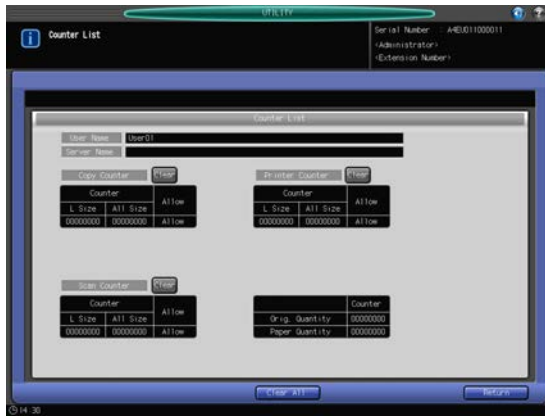 UTILITY
Counter List
Serial Number : A4EU011000011
<Administrator>
<Extension Number>
Counter List
User Name User01
Server Name
Copy Counter Clear
Counter Allow
L Size All Size
00000000 00000000 Allow
Printer Counter Clear
Counter Allow
L Size All Size
00000000 00000000 Allow
Scan Counter Clear
Counter Allow
L Size All Size
00000000 00000000 Allow
Counter
Orig. Quantity 00000000
Paper Quantity 00000000
Clear All
Return
14:30